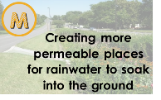 M
Creating more
permeable places
for rainwater to soak
into the ground